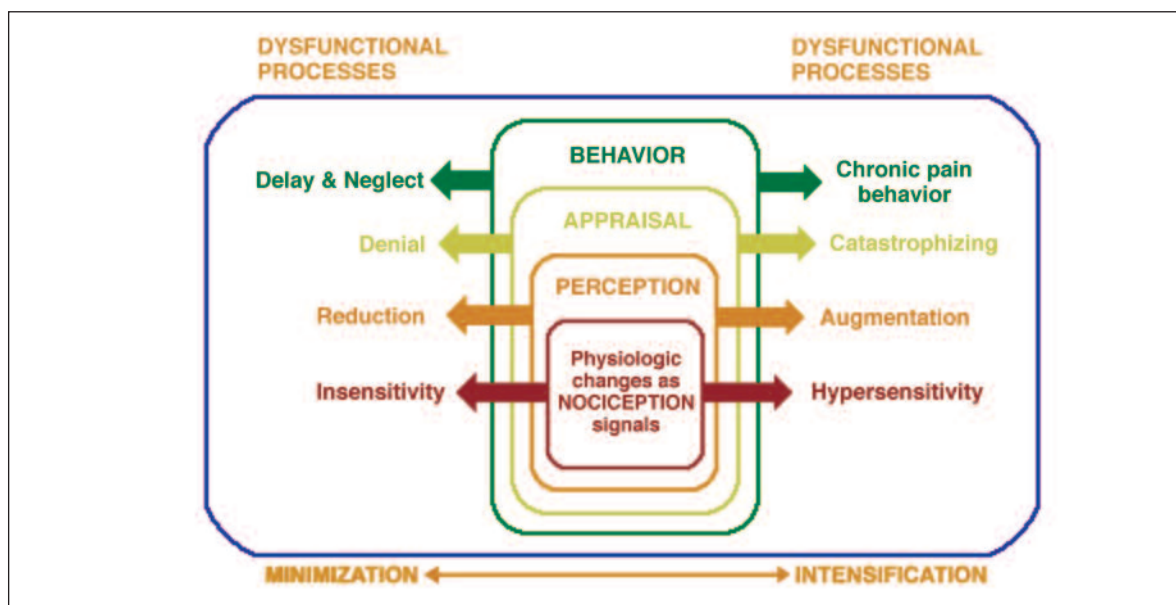 DYSFUNCTIONAL
PROCESSES
DYSFUNCTIONAL
PROCESSES
BEHAVIOR
Delay & Neglect
Chronic pain
behavior
APPRAISAL
Denial
Catastrophizing
PERCEPTION
Reduction
Augmentation
Physiologic
changes as
NOCICEPTION
signals
Insensitivity
Hypersensitivity
MINIMIZATION
INTENSIFICATION